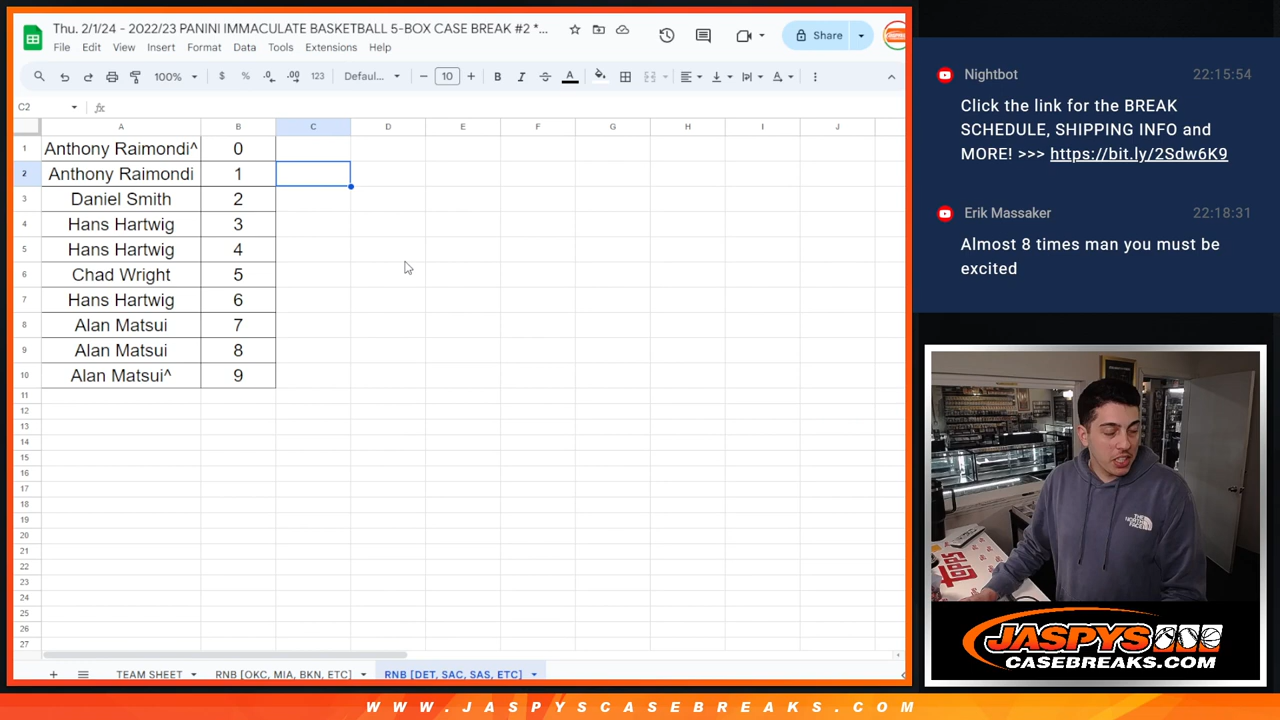 Thu. 2/1/24 - 2022/23 PANINI IMMACULATE BASKETBALL 5-BOX CASE BREAK #2 *...
File Edit View Insert Format Data Tools Extensions Help
Share
100% $ % .0 .00 123 Defaul... 10 B I A
C2 fx
A B C D E F G H I J
1 Anthony Raimondi^ 0
2 Anthony Raimondi 1
3 Daniel Smith 2
4 Hans Hartwig 3
5 Hans Hartwig 4
6 Chad Wright 5
7 Hans Hartwig 6
8 Alan Matsui 7
9 Alan Matsui 8
10 Alan Matsui^ 9
11
12
13
14
15
16
17
18
19
20
21
22
23
24
25
26
27
TEAM SHEET RNB [OKC, MIA, BKN, ETC] RNB [DET, SAC, SAS, ETC]
Nightbot 22:15:54
Click the link for the BREAK
SCHEDULE, SHIPPING INFO and
MORE! >>> https://bit.ly/2Sdw6K9
Erik Massaker 22:18:31
Almost 8 times man you must be
excited
THE NORTH FACE
topps
JASPYS
CASEBREAKS.COM
WWW.JASPYSCASEBREAKS.COM